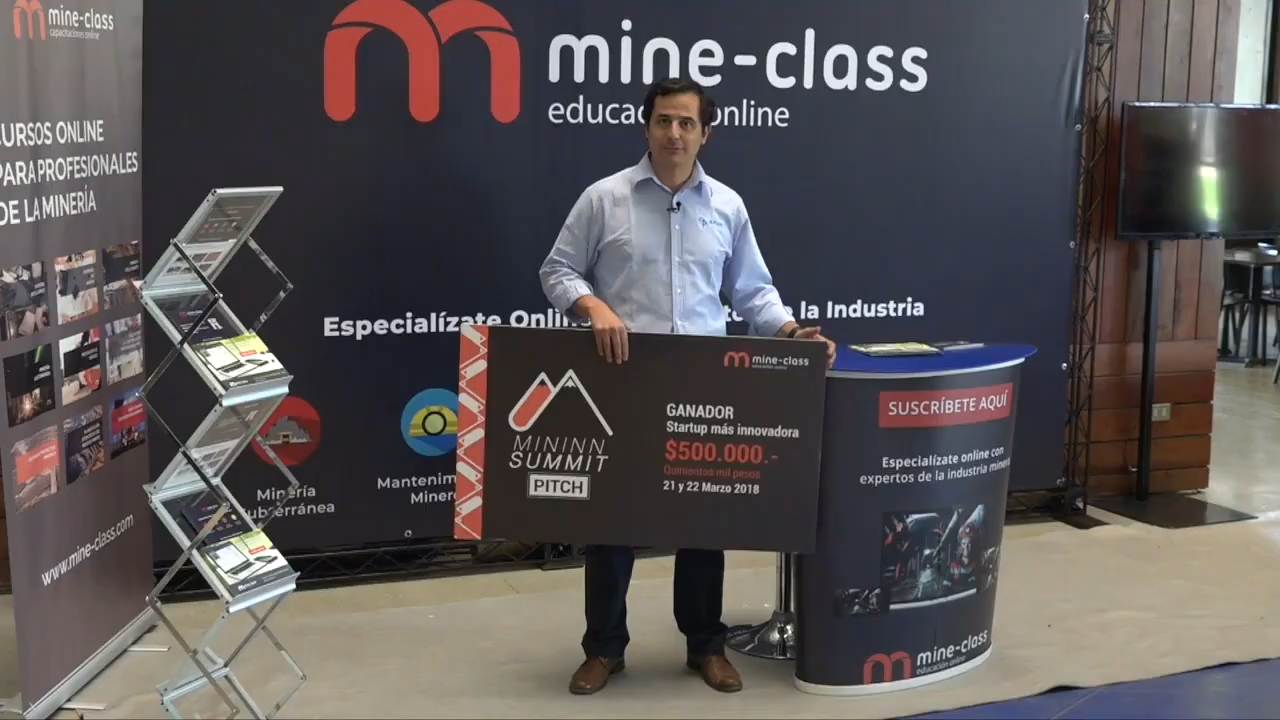 mine-class
capacitaciones online
CURSOS ONLINE
PARA PROFESIONALES
DE LA MINERÍA
www.mine-class.com
mine-class
educac online
Especialízate Online la Industria
Minería
Subterránea
Mantenim
Miner
MININN
SUMMIT
PITCH
mine-class
educación online
GANADOR
Startup más innovadora
$500.000.-
Quinientos mil pesos
21 y 22 Marzo 2018
SUSCRÍBETE AQUÍ
Especialízate online con
expertos de la industria minera
mine-class
educación online